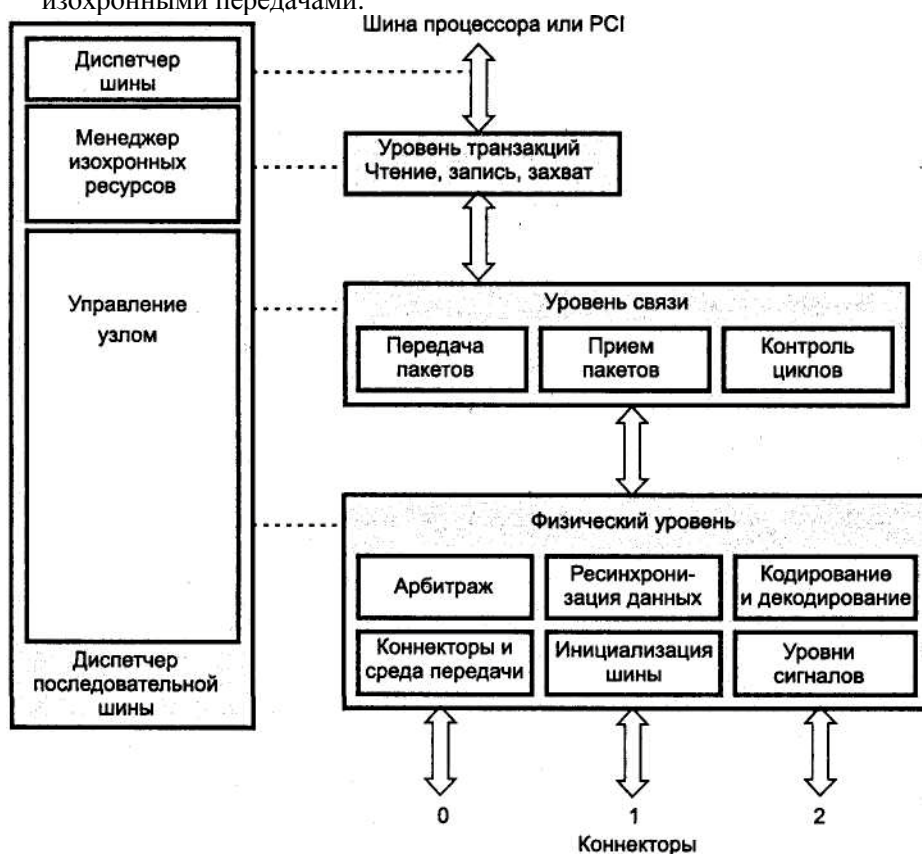 изохронными передачами.
Шина процессора или PCI
Диспетчер
шины
Менеджер
изохронных
ресурсов
Управление
узлом
Диспетчер
последовательной
шины
Уровень транзакций
Чтение, запись, захват
Уровень связи
Передача
пакетов
Прием
пакетов
Контроль
циклов
Физический уровень
Арбитраж
Ресинхрони-
зация данных
Кодирование
и декодирование
Коннекторы и
среда передачи
Инициализация
шины
Уровни
сигналов
0
1
2
Коннекторы